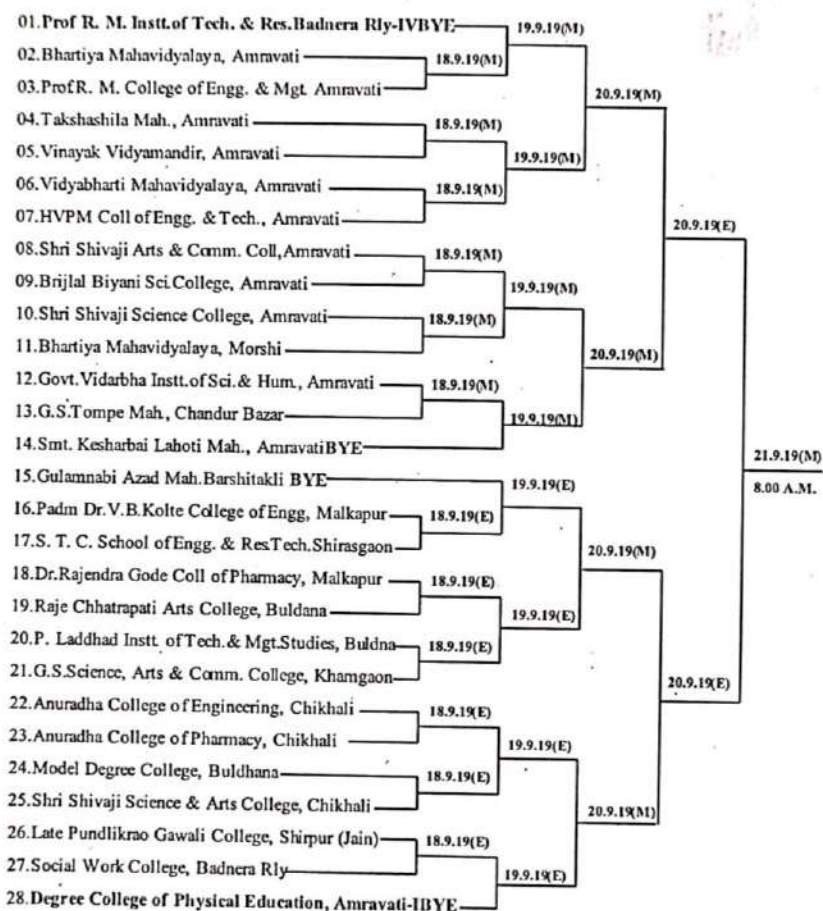 01.Prof R. M. Instt.of Tech. & Res.Badnera Rly-IVBYE
19.9.19(M)
02.Bhartiya Mahavidyalaya, Amravati
18.9.19(M)
03.Prof R. M. College of Engg. & Mgt. Amravati
20.9.19(M)
04.Takshashila Mah., Amravati
18.9.19(M)
05.Vinayak Vidyamandir, Amravati
19.9.19(M)
06.Vidyabharti Mahavidyalaya, Amravati
18.9.19(M)
07.HVPM Coll of Engg. & Tech., Amravati
20.9.19(E)
08.Shri Shivaji Arts & Comm. Coll,Amravati
18.9.19(M)
09.Brijlal Biyani Sci.College, Amravati
19.9.19(M)
10.Shri Shivaji Science College, Amravati
18.9.19(M)
11.Bhartiya Mahavidyalaya, Morshi
20.9.19(M)
12.Govt.Vidarbha Instt.of Sci.& Hum., Amravati
18.9.19(M)
13.G.S.Tompe Mah., Chandur Bazar
19.9.19(M)
14.Smt. Kesharbai Lahoti Mah., AmravatiBYE
21.9.19(M)
8.00 A.M.
15.Gulamnabi Azad Mah.Barshitakli BYE
19.9.19(E)
16.Padm Dr.V.B.Kolte College of Engg, Malkapur
18.9.19(E)
17.S. T. C. School of Engg. & Res.Tech.Shirasgaon
20.9.19(M)
18.Dr.Rajendra Gode Coll of Pharmacy, Malkapur
18.9.19(E)
19.Raje Chhatrapati Arts College, Buldana
19.9.19(E)
20.P. Laddhad Instt. of Tech.& Mgt.Studies, Buldna
18.9.19(E)
21.G.S.Science, Arts & Comm. College, Khamgaon
20.9.19(E)
22.Anuradha College of Engineering, Chikhali
18.9.19(E)
23.Anuradha College of Pharmacy, Chikhali
19.9.19(E)
24.Model Degree College, Buldhana
18.9.19(E)
25.Shri Shivaji Science & Arts College, Chikhali
20.9.19(M)
26.Late Pundlikrao Gawali College, Shirpur (Jain)
18.9.19(E)
27.Social Work College, Badnera Rly
19.9.19(E)
28.Degree College of Physical Education, Amravati-IBYE